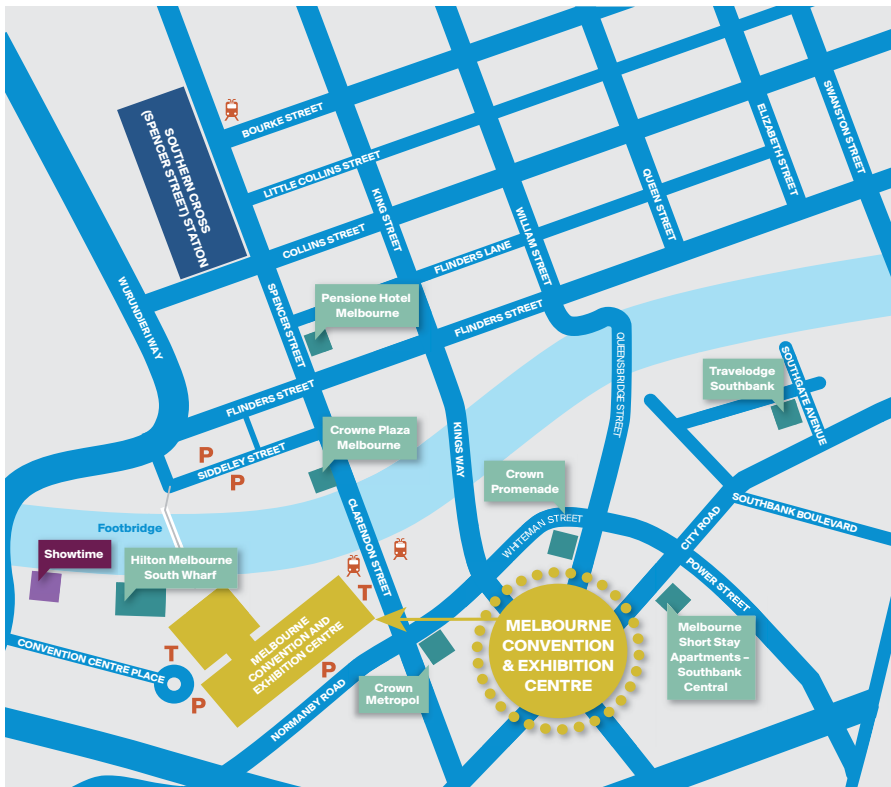 BOURKE STREET
LITTLE COLLINS STREET
COLLINS STREET
KING STREET
FLINDERS LANE
WILLIAM STREET
QUEEN STREET
ELIZABETH STREET
SWANSTON STREET
SOUTHERN CROSS
(SPENCER STREET) STATION
WURUNDJERI WAY
SPENCER STREET
Pensione Hotel
Melbourne
FLINDERS STREET
FLINDERS STREET
QUEENSBRIDGE STREET
Travelodge
Southbank
SOUTHGATE AVENUE
Crowne Plaza
Melbourne
KINGS WAY
P
SIDDELEY STREET
P
Crown
Promenade
SOUTHBANK BOULEVARD
CLARENDON STREET
WHITEMAN STREET
CITY ROAD
POWER STREET
Footbridge
Showtime
Hilton Melbourne
South Wharf
T
MELBOURNE
CONVENTION AND
EXHIBITION CENTRE
MELBOURNE
CONVENTION
& EXHIBITION
CENTRE
Melbourne
Short Stay
Apartments –
Southbank
Central
CONVENTION CENTRE PLACE
T
P
P
NORMANBY ROAD
Crown
Metropol